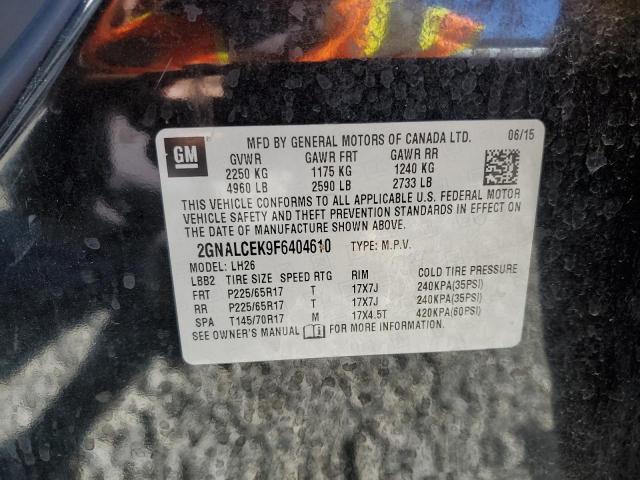 GM
MFD BY GENERAL MOTORS OF CANADA LTD. 06/15
GVWR GAWR FRT GAWR RR
2250 KG 1175 KG 1240 KG
4960 LB 2590 LB 2733 LB
THIS VEHICLE CONFORMS TO ALL APPLICABLE U.S. FEDERAL MOTOR
VEHICLE SAFETY AND THEFT PREVENTION STANDARDS IN EFFECT ON
THE DATE OF MANUFACTURE SHOWN ABOVE.
2GNALCEK9F6404610 TYPE: M.P.V.
MODEL: LH26
LBB2 TIRE SIZE SPEED RTG RIM COLD TIRE PRESSURE
FRT P225/65R17 T 17X7J 240KPA(35PSI)
RR P225/65R17 T 17X7J 240KPA(35PSI)
SPA T145/70R17 M 17X4.5T 420KPA(60PSI)
SEE OWNER'S MANUAL FOR MORE INFORMATION.